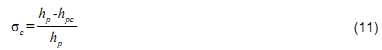 σc = (hp - hpc) / hp (11)